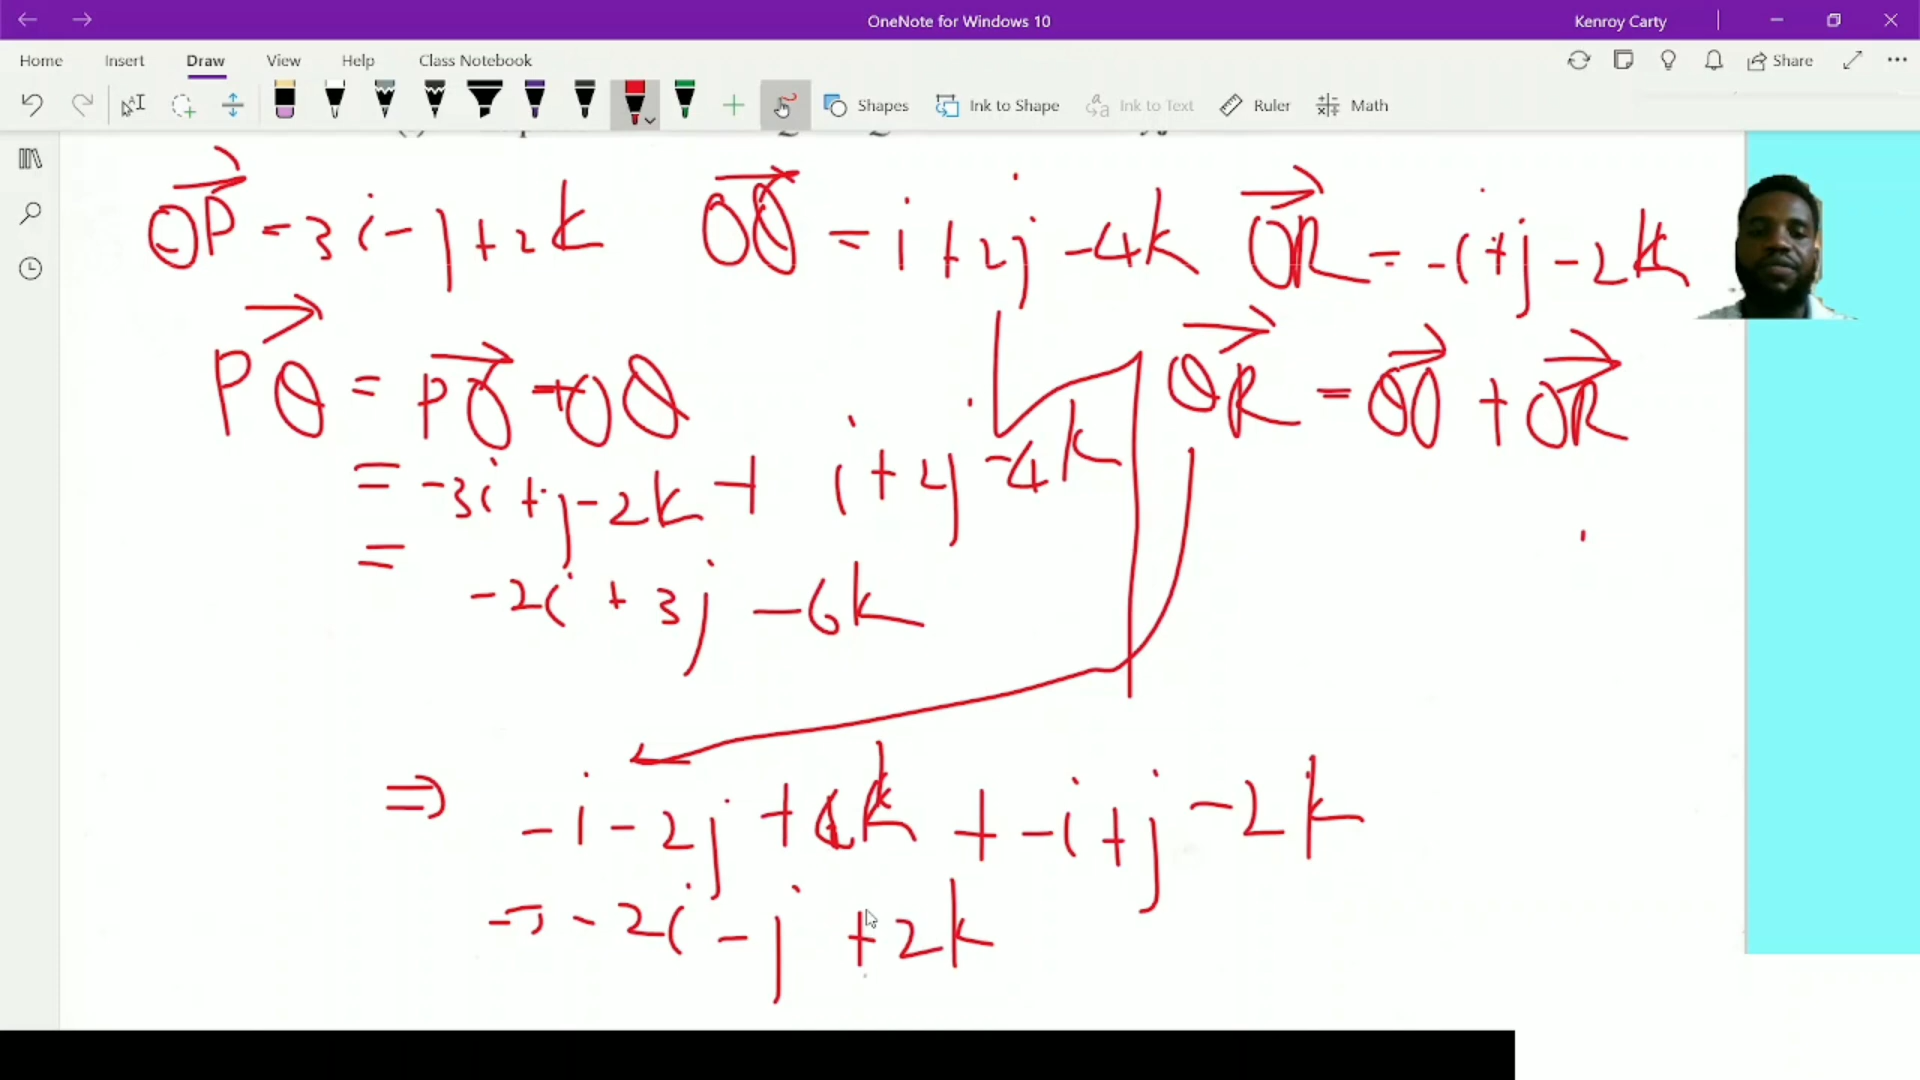 OneNote for Windows 10
Kenroy Carty
Home Insert Draw View Help Class Notebook
Share
Shapes Ink to Shape Ink to Text Ruler Math
OP = 3i - j + 2k OQ = i + 2j - 4k OR = -i + j - 2k
PQ = PO + OQ QR = QO + OR
= -3i + j - 2k + i + 2j - 4k
=
-2i + 3j - 6k
⇒ -i - 2j + 4k + -i + j - 2k
⇒ -2i - j + 2k